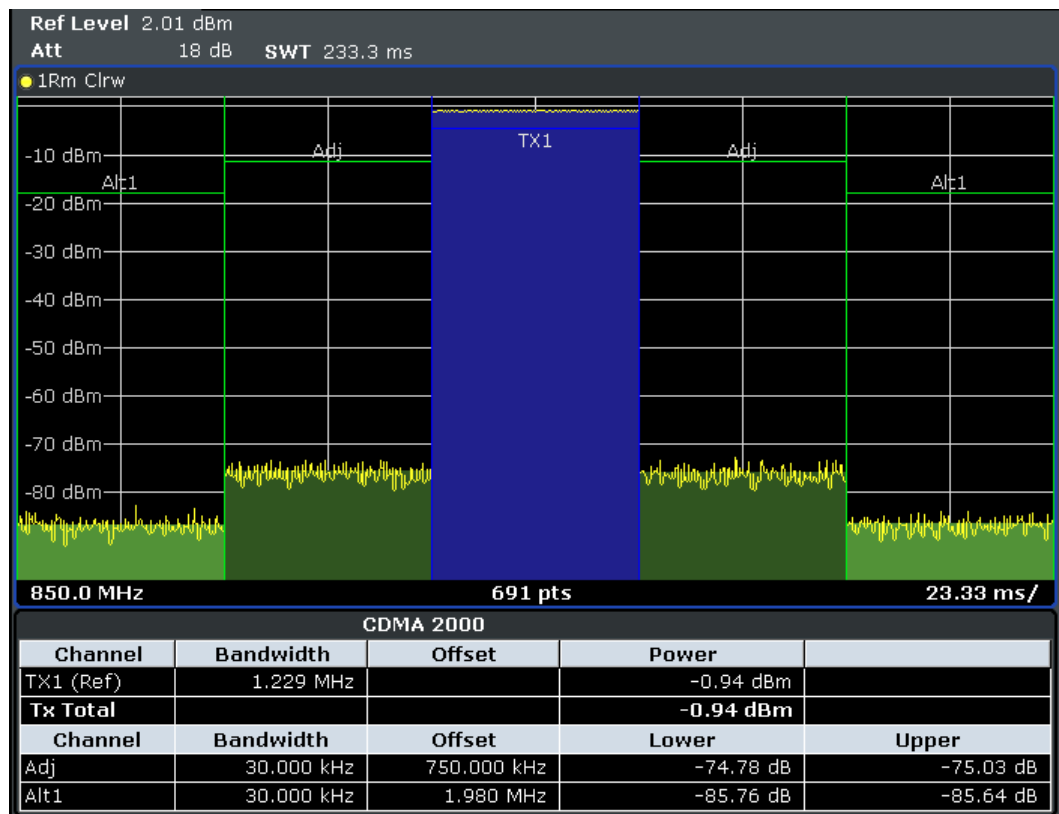 Ref Level 2.01 dBm
Att 18 dB SWT 233.3 ms
1Rm Clrw
TX1
-10 dBm Adj Adj
Alt1 Alt1
-20 dBm
-30 dBm
-40 dBm
-50 dBm
-60 dBm
-70 dBm
-80 dBm
850.0 MHz 691 pts 23.33 ms/
CDMA 2000
Channel Bandwidth Offset Power
TX1 (Ref) 1.229 MHz -0.94 dBm
Tx Total -0.94 dBm
Channel Bandwidth Offset Lower Upper
Adj 30.000 kHz 750.000 kHz -74.78 dB -75.03 dB
Alt1 30.000 kHz 1.980 MHz -85.76 dB -85.64 dB